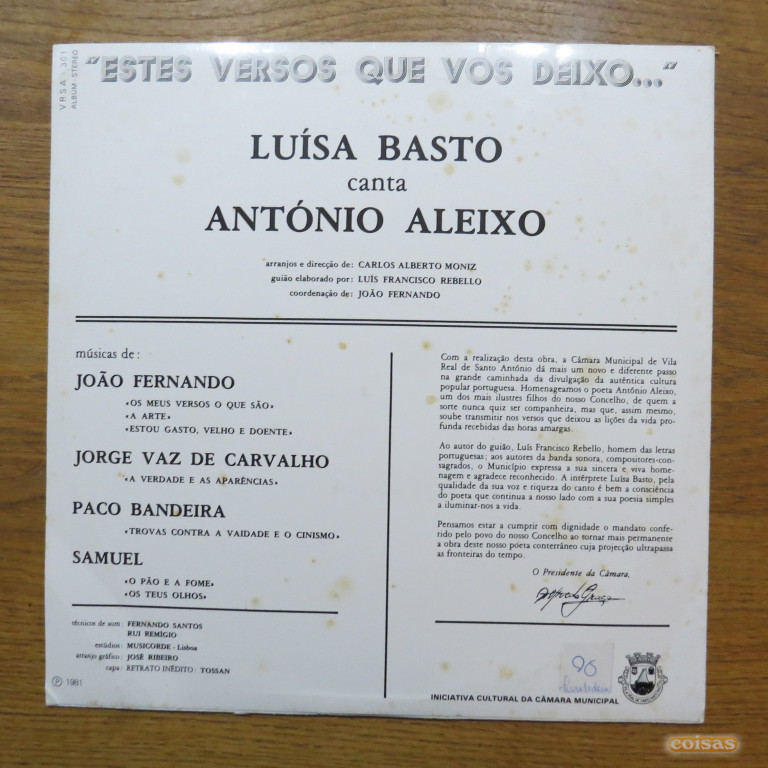 V.R.S.A. - 301
ALBUM STEREO
"ESTES VERSOS QUE VOS DEIXO..."
LUÍSA BASTO
canta
ANTÓNIO ALEIXO
arranjos e direcção de: CARLOS ALBERTO MONIZ
guião elaborado por: LUÍS FRANCISCO REBELLO
coordenação de: JOÃO FERNANDO
músicas de:
JOÃO FERNANDO
«OS MEUS VERSOS O QUE SÃO»
«A ARTE»
«ESTOU GASTO, VELHO E DOENTE»
JORGE VAZ DE CARVALHO
«A VERDADE E AS APARÊNCIAS»
PACO BANDEIRA
«TROVAS CONTRA A VAIDADE E O CINISMO»
SAMUEL
«O PÃO E A FOME»
«OS TEUS OLHOS»
técnicos de som: FERNANDO SANTOS
RUI REMÍGIO
estúdios: MUSICORDE - Lisboa
arranjo gráfico: JOSÉ RIBEIRO
capa: RETRATO INÉDITO: TOSSAN
℗ 1981
Com a realização desta obra, a Câmara Municipal de Vila
Real de Santo António dá mais um novo e diferente passo
na grande caminhada da divulgação da autêntica cultura
popular portuguesa. Homenageamos o poeta António Aleixo,
um dos mais ilustres filhos do nosso Concelho, de quem a
sorte nunca quiz ser companheira, mas que, assim mesmo,
soube transmitir nos versos que deixou as lições da vida pro-
funda recebidas das horas amargas.
Ao autor do guião, Luís Francisco Rebello, homem das letras
portuguesas; aos autores da banda sonora, compositores-con-
sagrados, o Município expressa a sua sincera e viva home-
nagem e agradece reconhecido. A intérprete Luísa Basto, pela
qualidade da sua voz e riqueza do canto é bem a consciência
do poeta que continua a nosso lado com a sua poesia simples
a iluminar-nos a vida.
Pensamos estar a cumprir com dignidade o mandato confe-
rido pelo povo do nosso Concelho ao tornar mais permanente
a obra deste nosso poeta conterrâneo cuja projecção ultrapassa
as fronteiras do tempo.
O Presidente da Câmara,
96
INICIATIVA CULTURAL DA CÂMARA MUNICIPAL
coisas